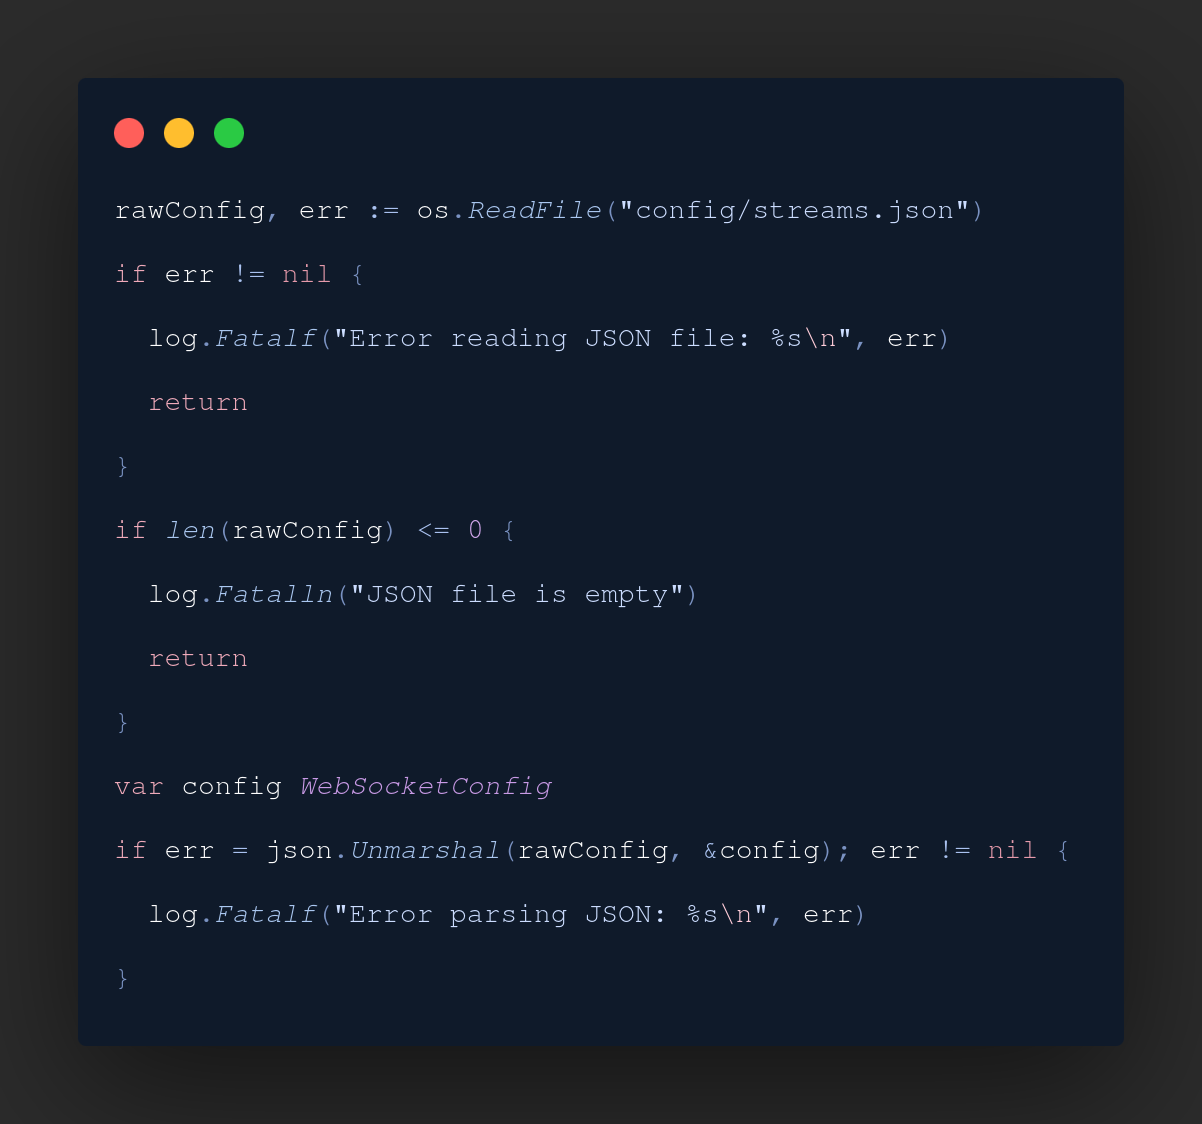 rawConfig, err := os.ReadFile("config/streams.json")
if err != nil {
  log.Fatalf("Error reading JSON file: %s\n", err)
  return
}
if len(rawConfig) <= 0 {
  log.Fatalln("JSON file is empty")
  return
}
var config WebSocketConfig
if err = json.Unmarshal(rawConfig, &config); err != nil {
  log.Fatalf("Error parsing JSON: %s\n", err)
}